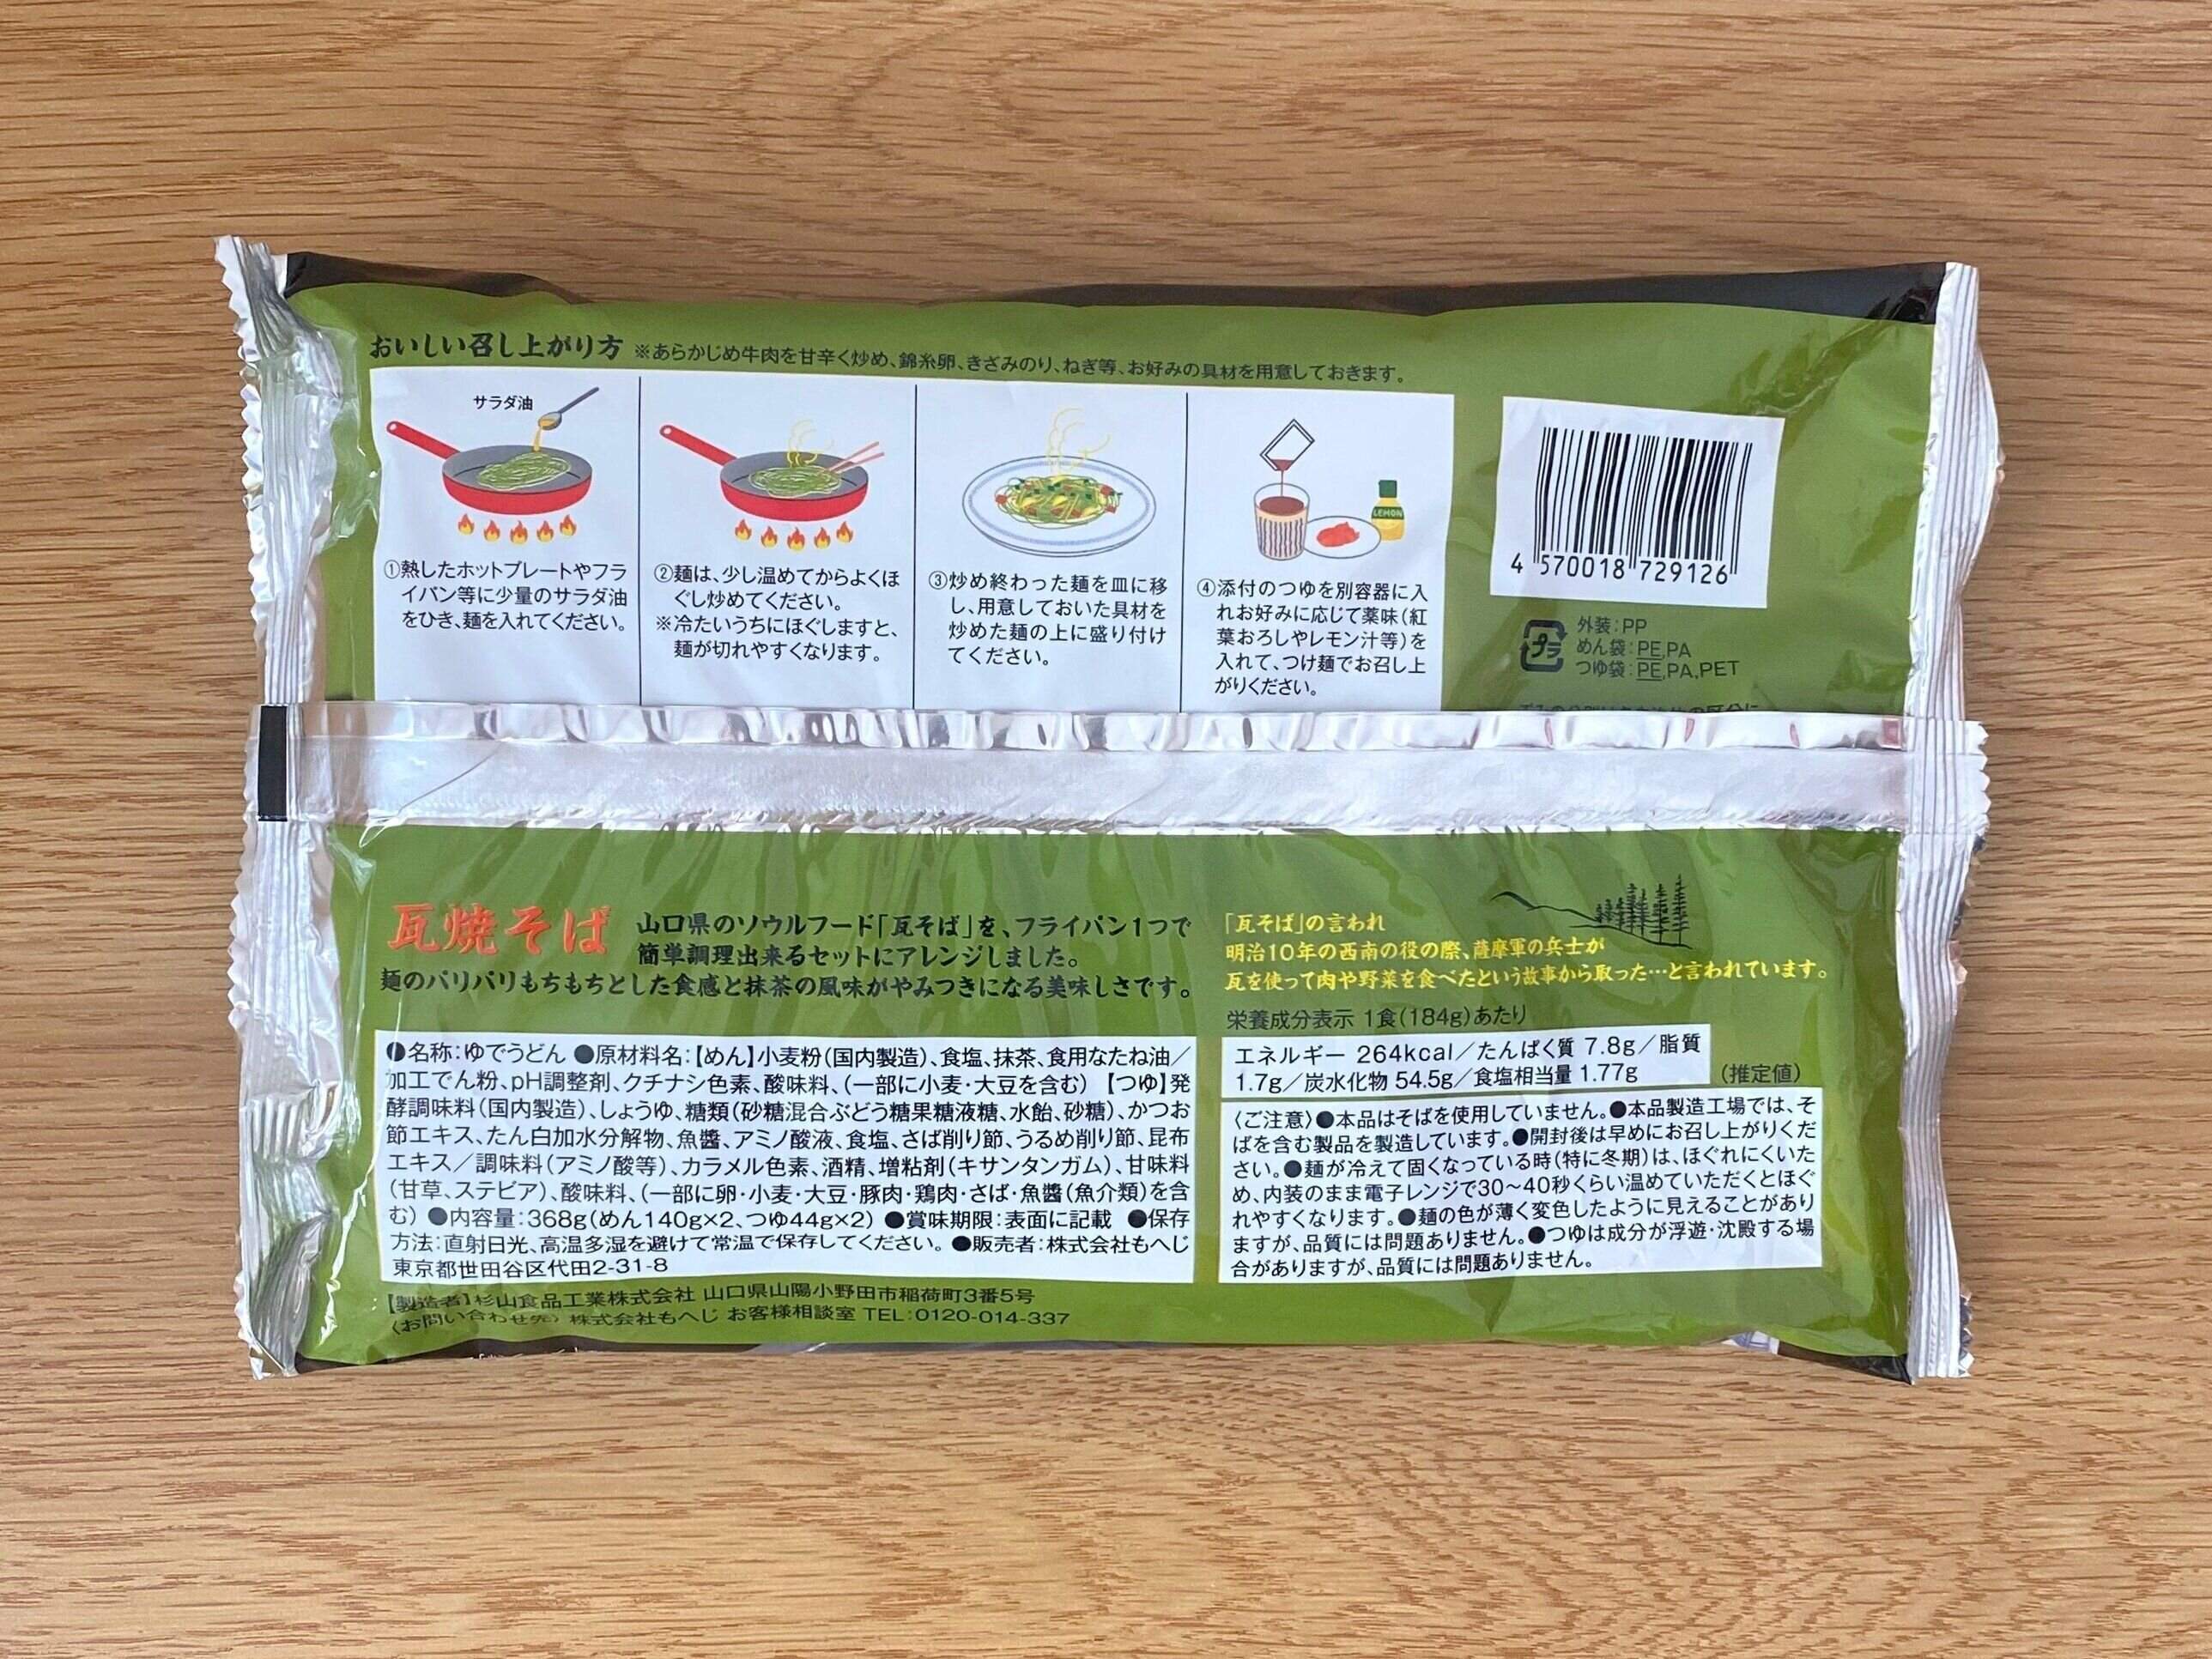 おいしい召し上がり方 ※あらかじめ牛肉を甘辛く炒め、錦糸卵、きざみのり、ねぎ等、お好みの具材を用意しておきます。
サラダ油
①熱したホットプレートやフラ
イパン等に少量のサラダ油
をひき、麺を入れてください。
②麺は、少し温めてからよくほ
ぐし炒めてください。
※冷たいうちにほぐしますと、
麺が切れやすくなります。
③炒め終わった麺を皿に移
し、用意しておいた具材を
炒めた麺の上に盛り付け
てください。
LEMON
④添付のつゆを別容器に入
れお好みに応じて薬味(紅
葉おろしやレモン汁等)を
入れて、つけ麺でお召し上
がりください。
4 570018 729126
プラ
外装:PP
めん袋:PE,PA
つゆ袋:PE,PA,PET
瓦焼そば
山口県のソウルフード「瓦そば」を、フライパン1つで
簡単調理出来るセットにアレンジしました。
麺のパリパリもちもちとした食感と抹茶の風味がやみつきになる美味しさです。
「瓦そば」の言われ
明治10年の西南の役の際、薩摩軍の兵士が
瓦を使って肉や野菜を食べたという故事から取った…と言われています。
栄養成分表示 1食(184g)あたり
エネルギー 264kcal/たんぱく質 7.8g/脂質
1.7g/炭水化物 54.5g/食塩相当量 1.77g
(推定値)
●名称:ゆでうどん ●原材料名:【めん】小麦粉(国内製造)、食塩、抹茶、食用なたね油/
加工でん粉、pH調整剤、クチナシ色素、酸味料、(一部に小麦・大豆を含む) 【つゆ】発
酵調味料(国内製造)、しょうゆ、糖類(砂糖混合ぶどう糖果糖液糖、水飴、砂糖)、かつお
節エキス、たん白加水分解物、魚醬、アミノ酸液、食塩、さば削り節、うるめ削り節、昆布
エキス/調味料(アミノ酸等)、カラメル色素、酒精、増粘剤(キサンタンガム)、甘味料
(甘草、ステビア)、酸味料、(一部に卵・小麦・大豆・豚肉・鶏肉・さば・魚醬(魚介類)を含
む) ●内容量:368g(めん140g×2、つゆ44g×2) ●賞味期限:表面に記載 ●保存
方法:直射日光、高温多湿を避けて常温で保存してください。 ●販売者:株式会社もへじ
東京都世田谷区代田2-31-8
〈ご注意〉●本品はそばを使用していません。●本品製造工場では、そ
ばを含む製品を製造しています。●開封後は早めにお召し上がりくだ
さい。●麺が冷えて固くなっている時(特に冬期)は、ほぐれにくいた
め、内装のまま電子レンジで30〜40秒くらい温めていただくとほぐ
れやすくなります。●麺の色が薄く変色したように見えることがあり
ますが、品質には問題ありません。●つゆは成分が浮遊・沈殿する場
合がありますが、品質には問題ありません。
【製造者】杉山食品工業株式会社 山口県山陽小野田市稲荷町3番5号
〈お問い合わせ先〉 株式会社もへじ お客様相談室 TEL:0120-014-337